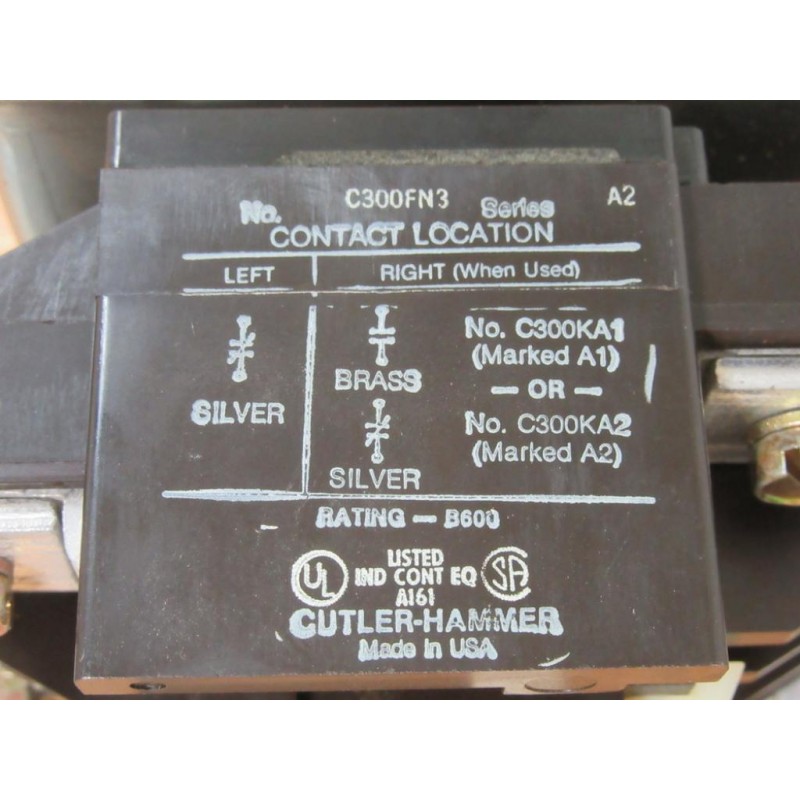 No. C300FN3 Series A2
CONTACT LOCATION
LEFT RIGHT (When Used)
No. C300KA1
(Marked A1)
BRASS
— OR —
SILVER
No. C300KA2
(Marked A2)
SILVER
RATING — B600
UL LISTED
IND CONT EQ
A161
SA
CUTLER-HAMMER
Made in USA